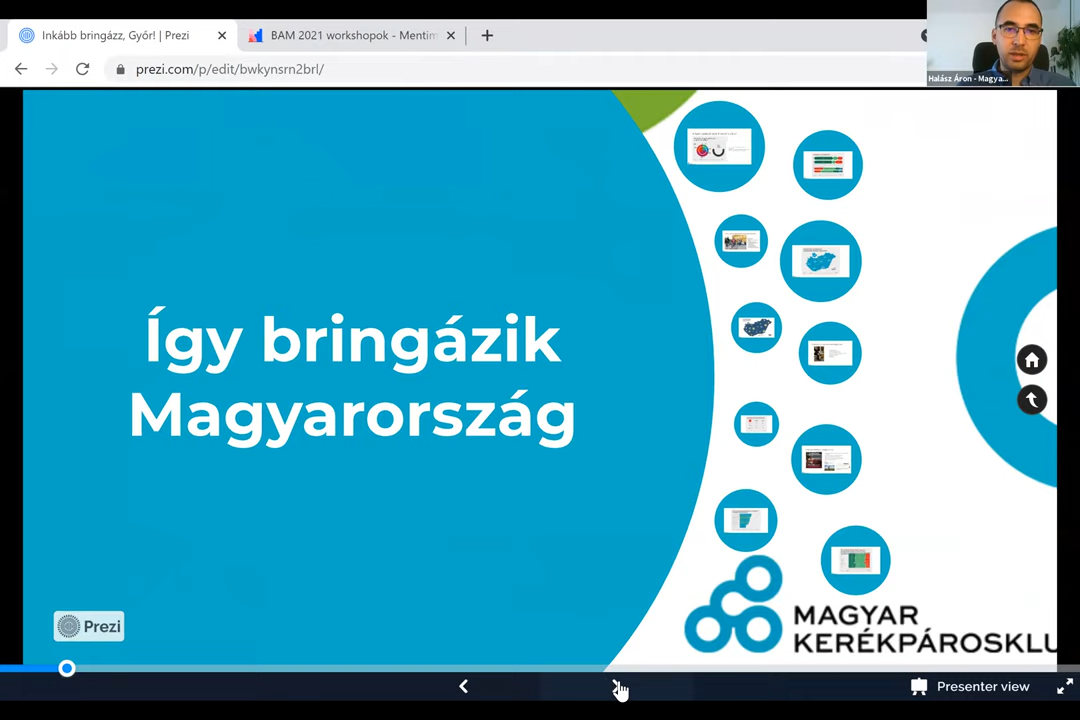 Inkább bringázz, Győr! | Prezi
BAM 2021 workshopok - Mentim
prezi.com/p/edit/bwkynsrn2brl/
Halász Áron - Magya...
Így bringázik
Magyarország
Prezi
MAGYAR
KERÉKPÁROSKLU
Presenter view